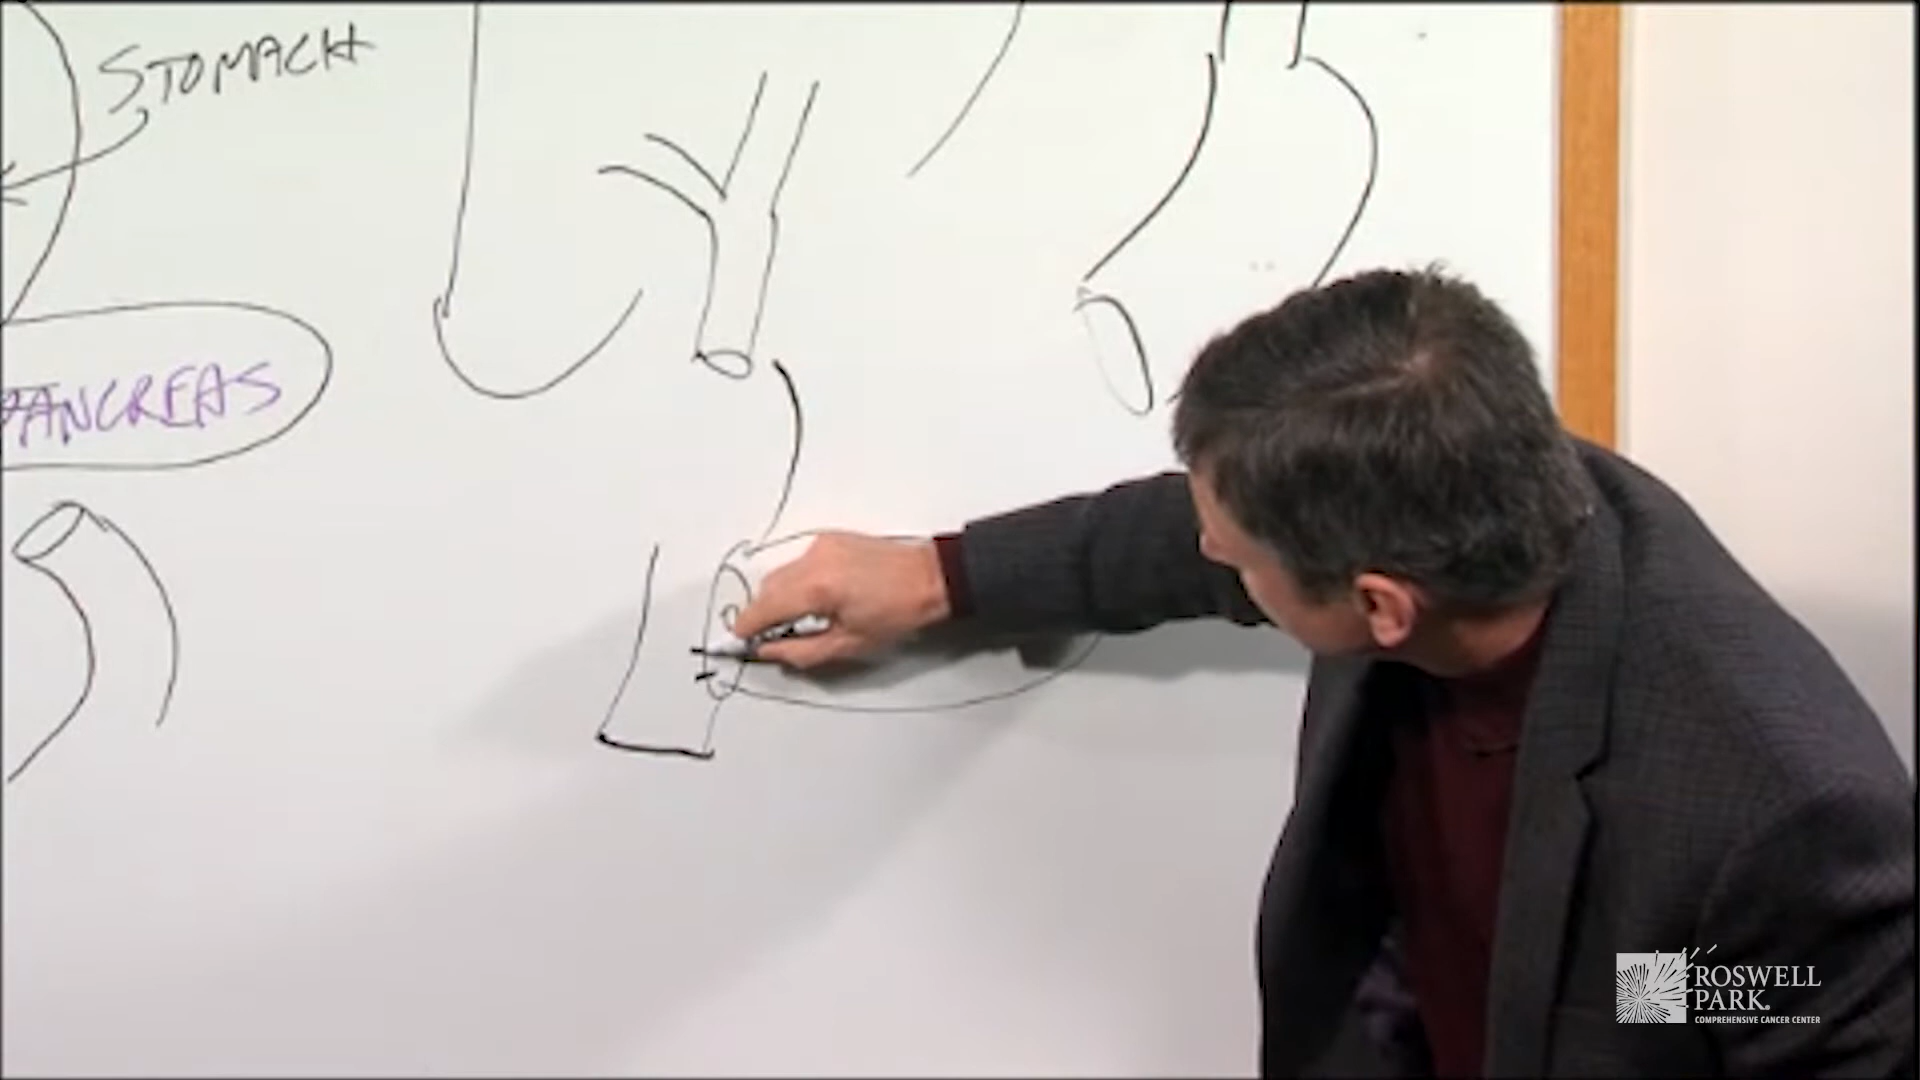 STOMACH
PANCREAS
ROSWELL
PARK.
COMPREHENSIVE CANCER CENTER